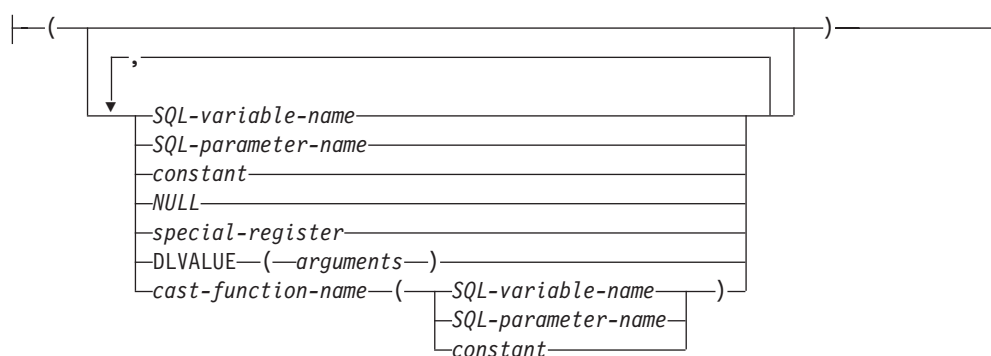 ( )
,
SQL-variable-name
SQL-parameter-name
constant
NULL
special-register
DLVALUE ( arguments )
cast-function-name ( SQL-variable-name )
SQL-parameter-name
constant